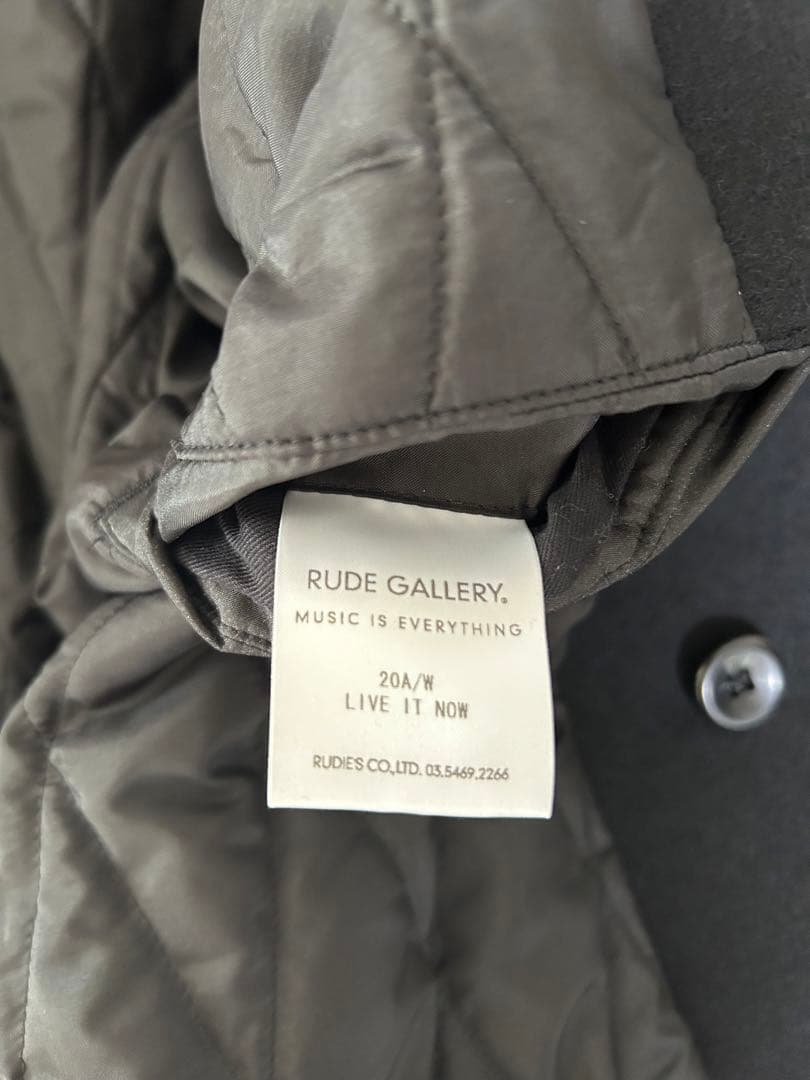 RUDE GALLERY®
MUSIC IS EVERYTHING
20A/W
LIVE IT NOW
RUDIE'S CO.,LTD. 03.5469.2266